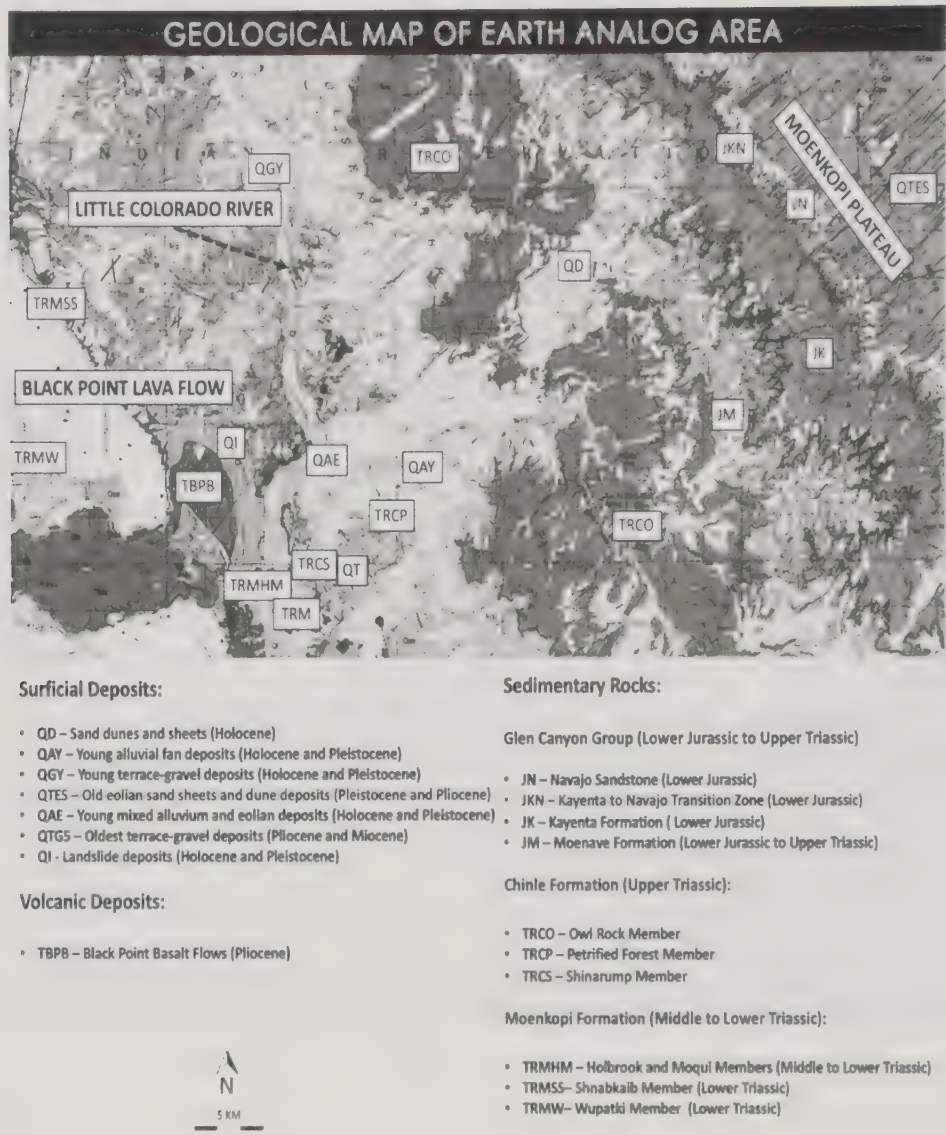 GEOLOGICAL MAP OF EARTH ANALOG AREA
INDIAN
TRCO
JKN
MOENKOPI PLATEAU
QGY
QTES
JN
LITTLE COLORADO RIVER
QD
TRMSS
JK
BLACK POINT LAVA FLOW
JM
QI
TRMW
QAE
QAY
TBPB
TRCP
TRCO
TRCS
QT
TRMHM
TRM
Surficial Deposits:
• QD – Sand dunes and sheets (Holocene)
• QAY – Young alluvial fan deposits (Holocene and Pleistocene)
• QGY – Young terrace-gravel deposits (Holocene and Pleistocene)
• QTES – Old eolian sand sheets and dune deposits (Pleistocene and Pliocene)
• QAE – Young mixed alluvium and eolian deposits (Holocene and Pleistocene)
• QTG5 – Oldest terrace-gravel deposits (Pliocene and Miocene)
• QI - Landslide deposits (Holocene and Pleistocene)
Volcanic Deposits:
• TBPB – Black Point Basalt Flows (Pliocene)
N
5 KM
Sedimentary Rocks:
Glen Canyon Group (Lower Jurassic to Upper Triassic)
• JN – Navajo Sandstone (Lower Jurassic)
• JKN – Kayenta to Navajo Transition Zone (Lower Jurassic)
• JK – Kayenta Formation ( Lower Jurassic)
• JM – Moenave Formation (Lower Jurassic to Upper Triassic)
Chinle Formation (Upper Triassic):
• TRCO – Owl Rock Member
• TRCP – Petrified Forest Member
• TRCS – Shinarump Member
Moenkopi Formation (Middle to Lower Triassic):
• TRMHM – Holbrook and Moqui Members (Middle to Lower Triassic)
• TRMSS– Shnabkaib Member (Lower Triassic)
• TRMW– Wupatki Member (Lower Triassic)